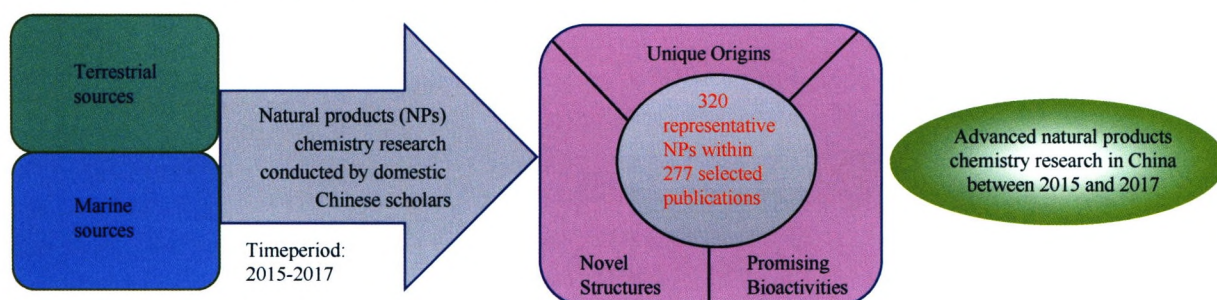 Terrestrial
sources
Marine
sources
Natural products (NPs)
chemistry research
conducted by domestic
Chinese scholars
Timeperiod:
2015-2017
Unique Origins
320
representative
NPs within
277 selected
publications
Novel
Structures
Promising
Bioactivities
Advanced natural products
chemistry research in China
between 2015 and 2017